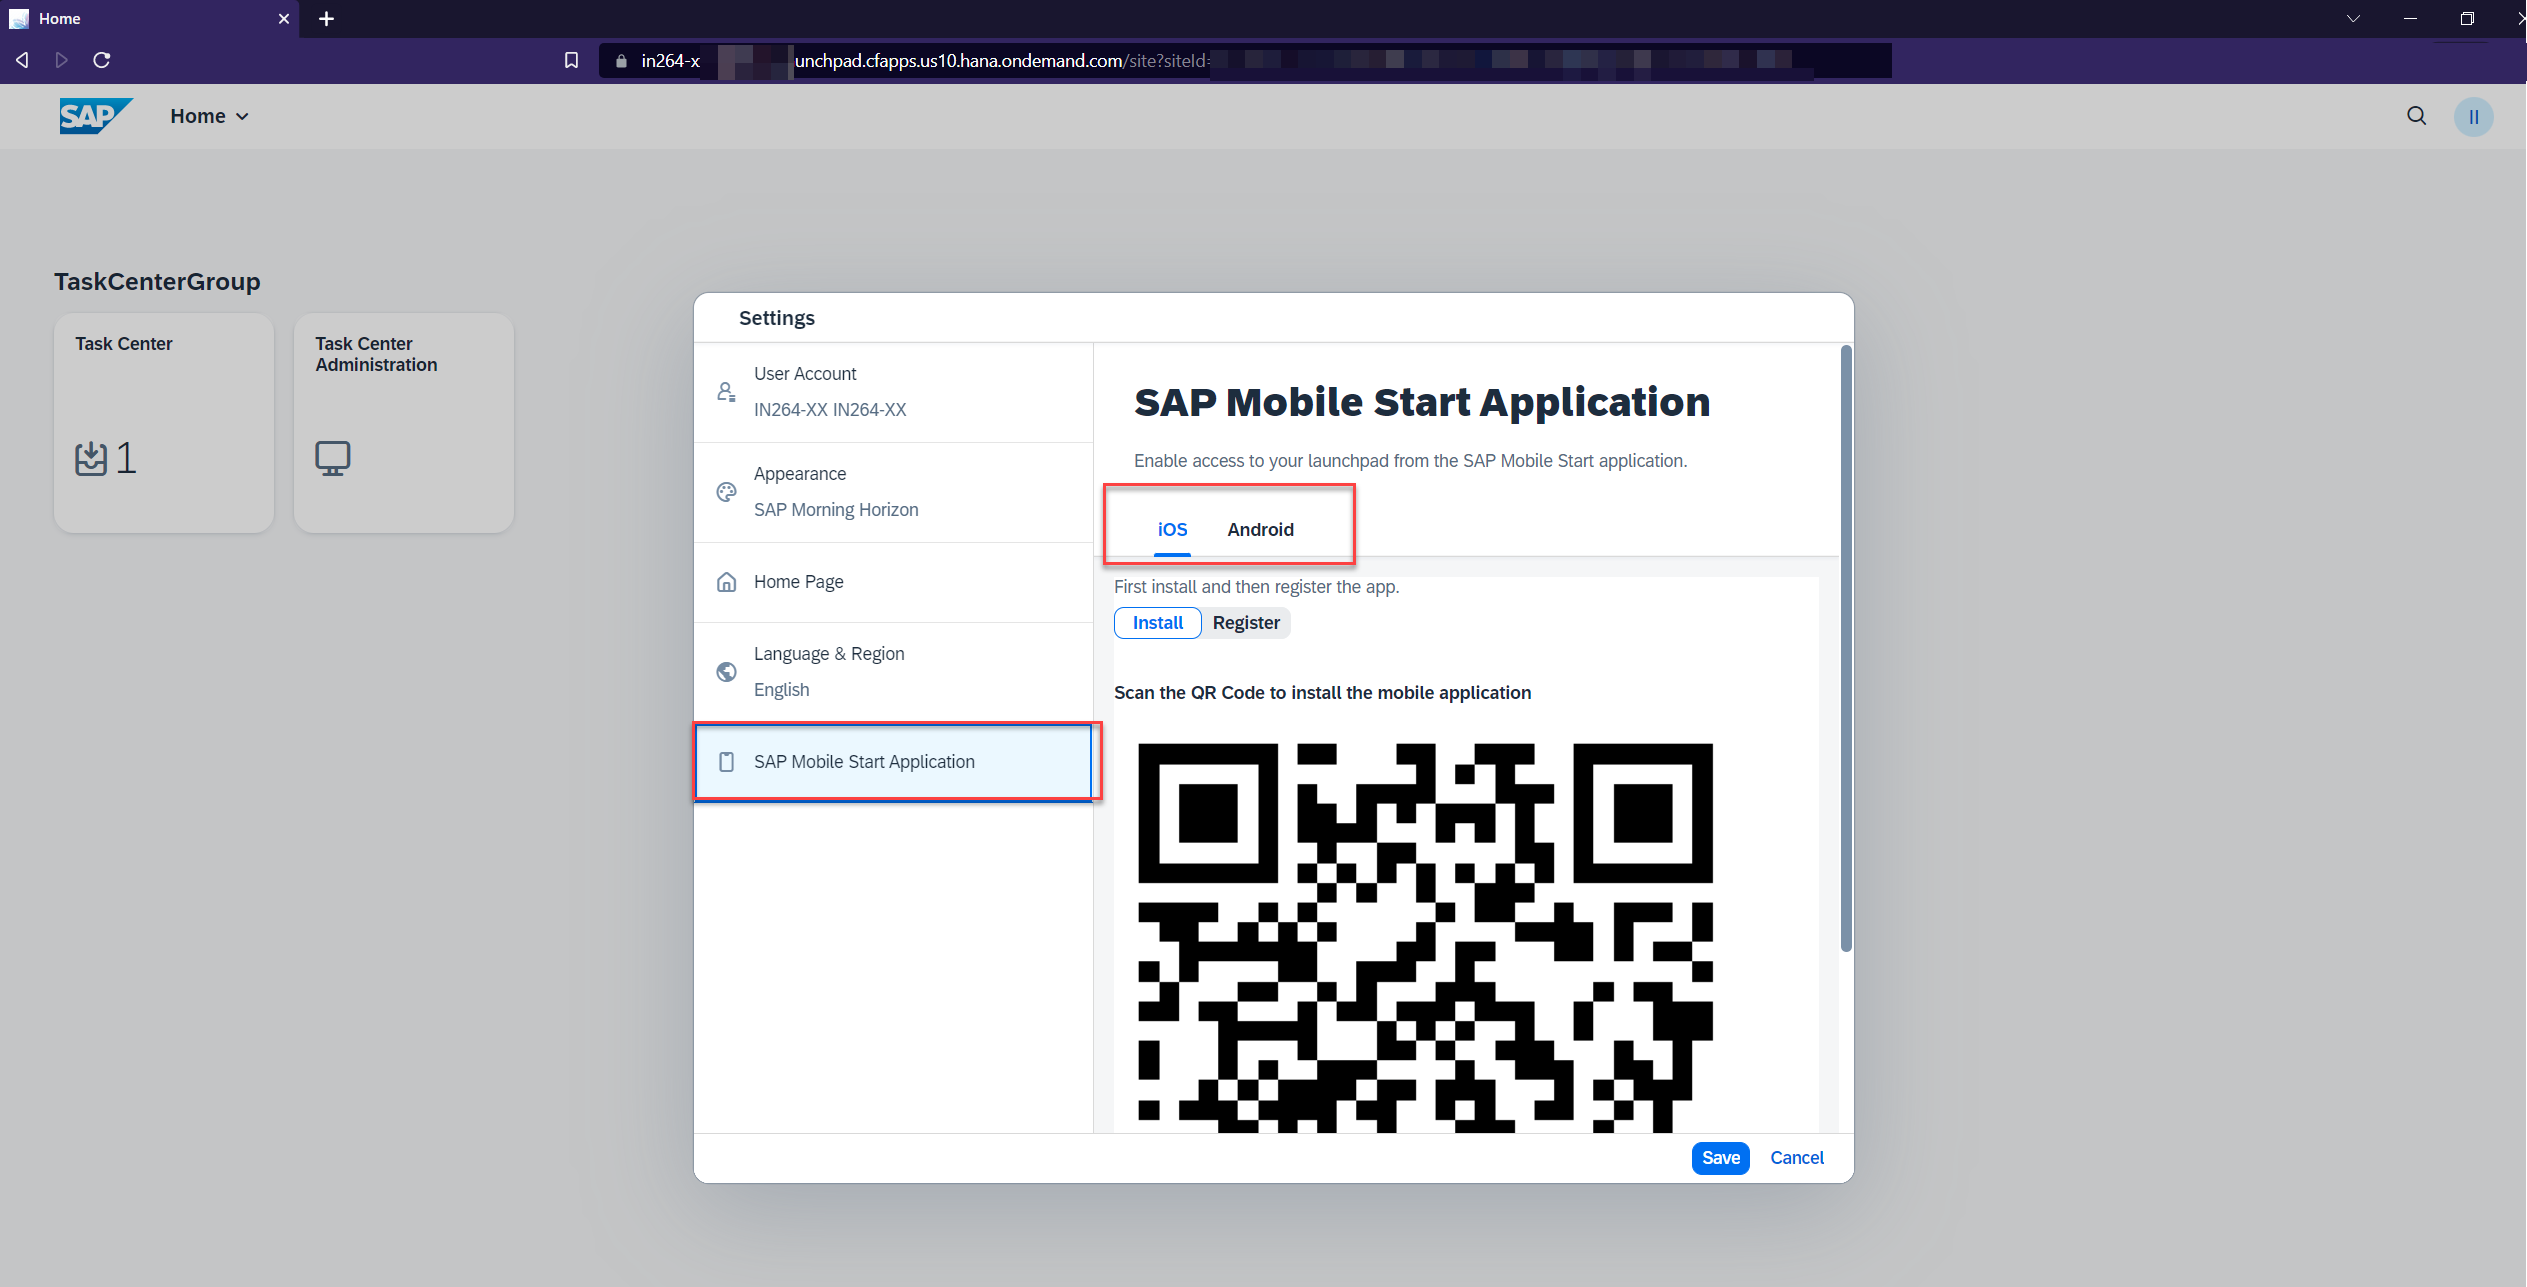 Home
in264-x unchpad.cfapps.us10.hana.ondemand.com/site?siteId=
SAP
Home
II
TaskCenterGroup
Task Center
1
Task Center
Administration
Settings
User Account
IN264-XX IN264-XX
Appearance
SAP Morning Horizon
Home Page
Language & Region
English
SAP Mobile Start Application
SAP Mobile Start Application
Enable access to your launchpad from the SAP Mobile Start application.
iOS Android
First install and then register the app.
Install Register
Scan the QR Code to install the mobile application
Save Cancel